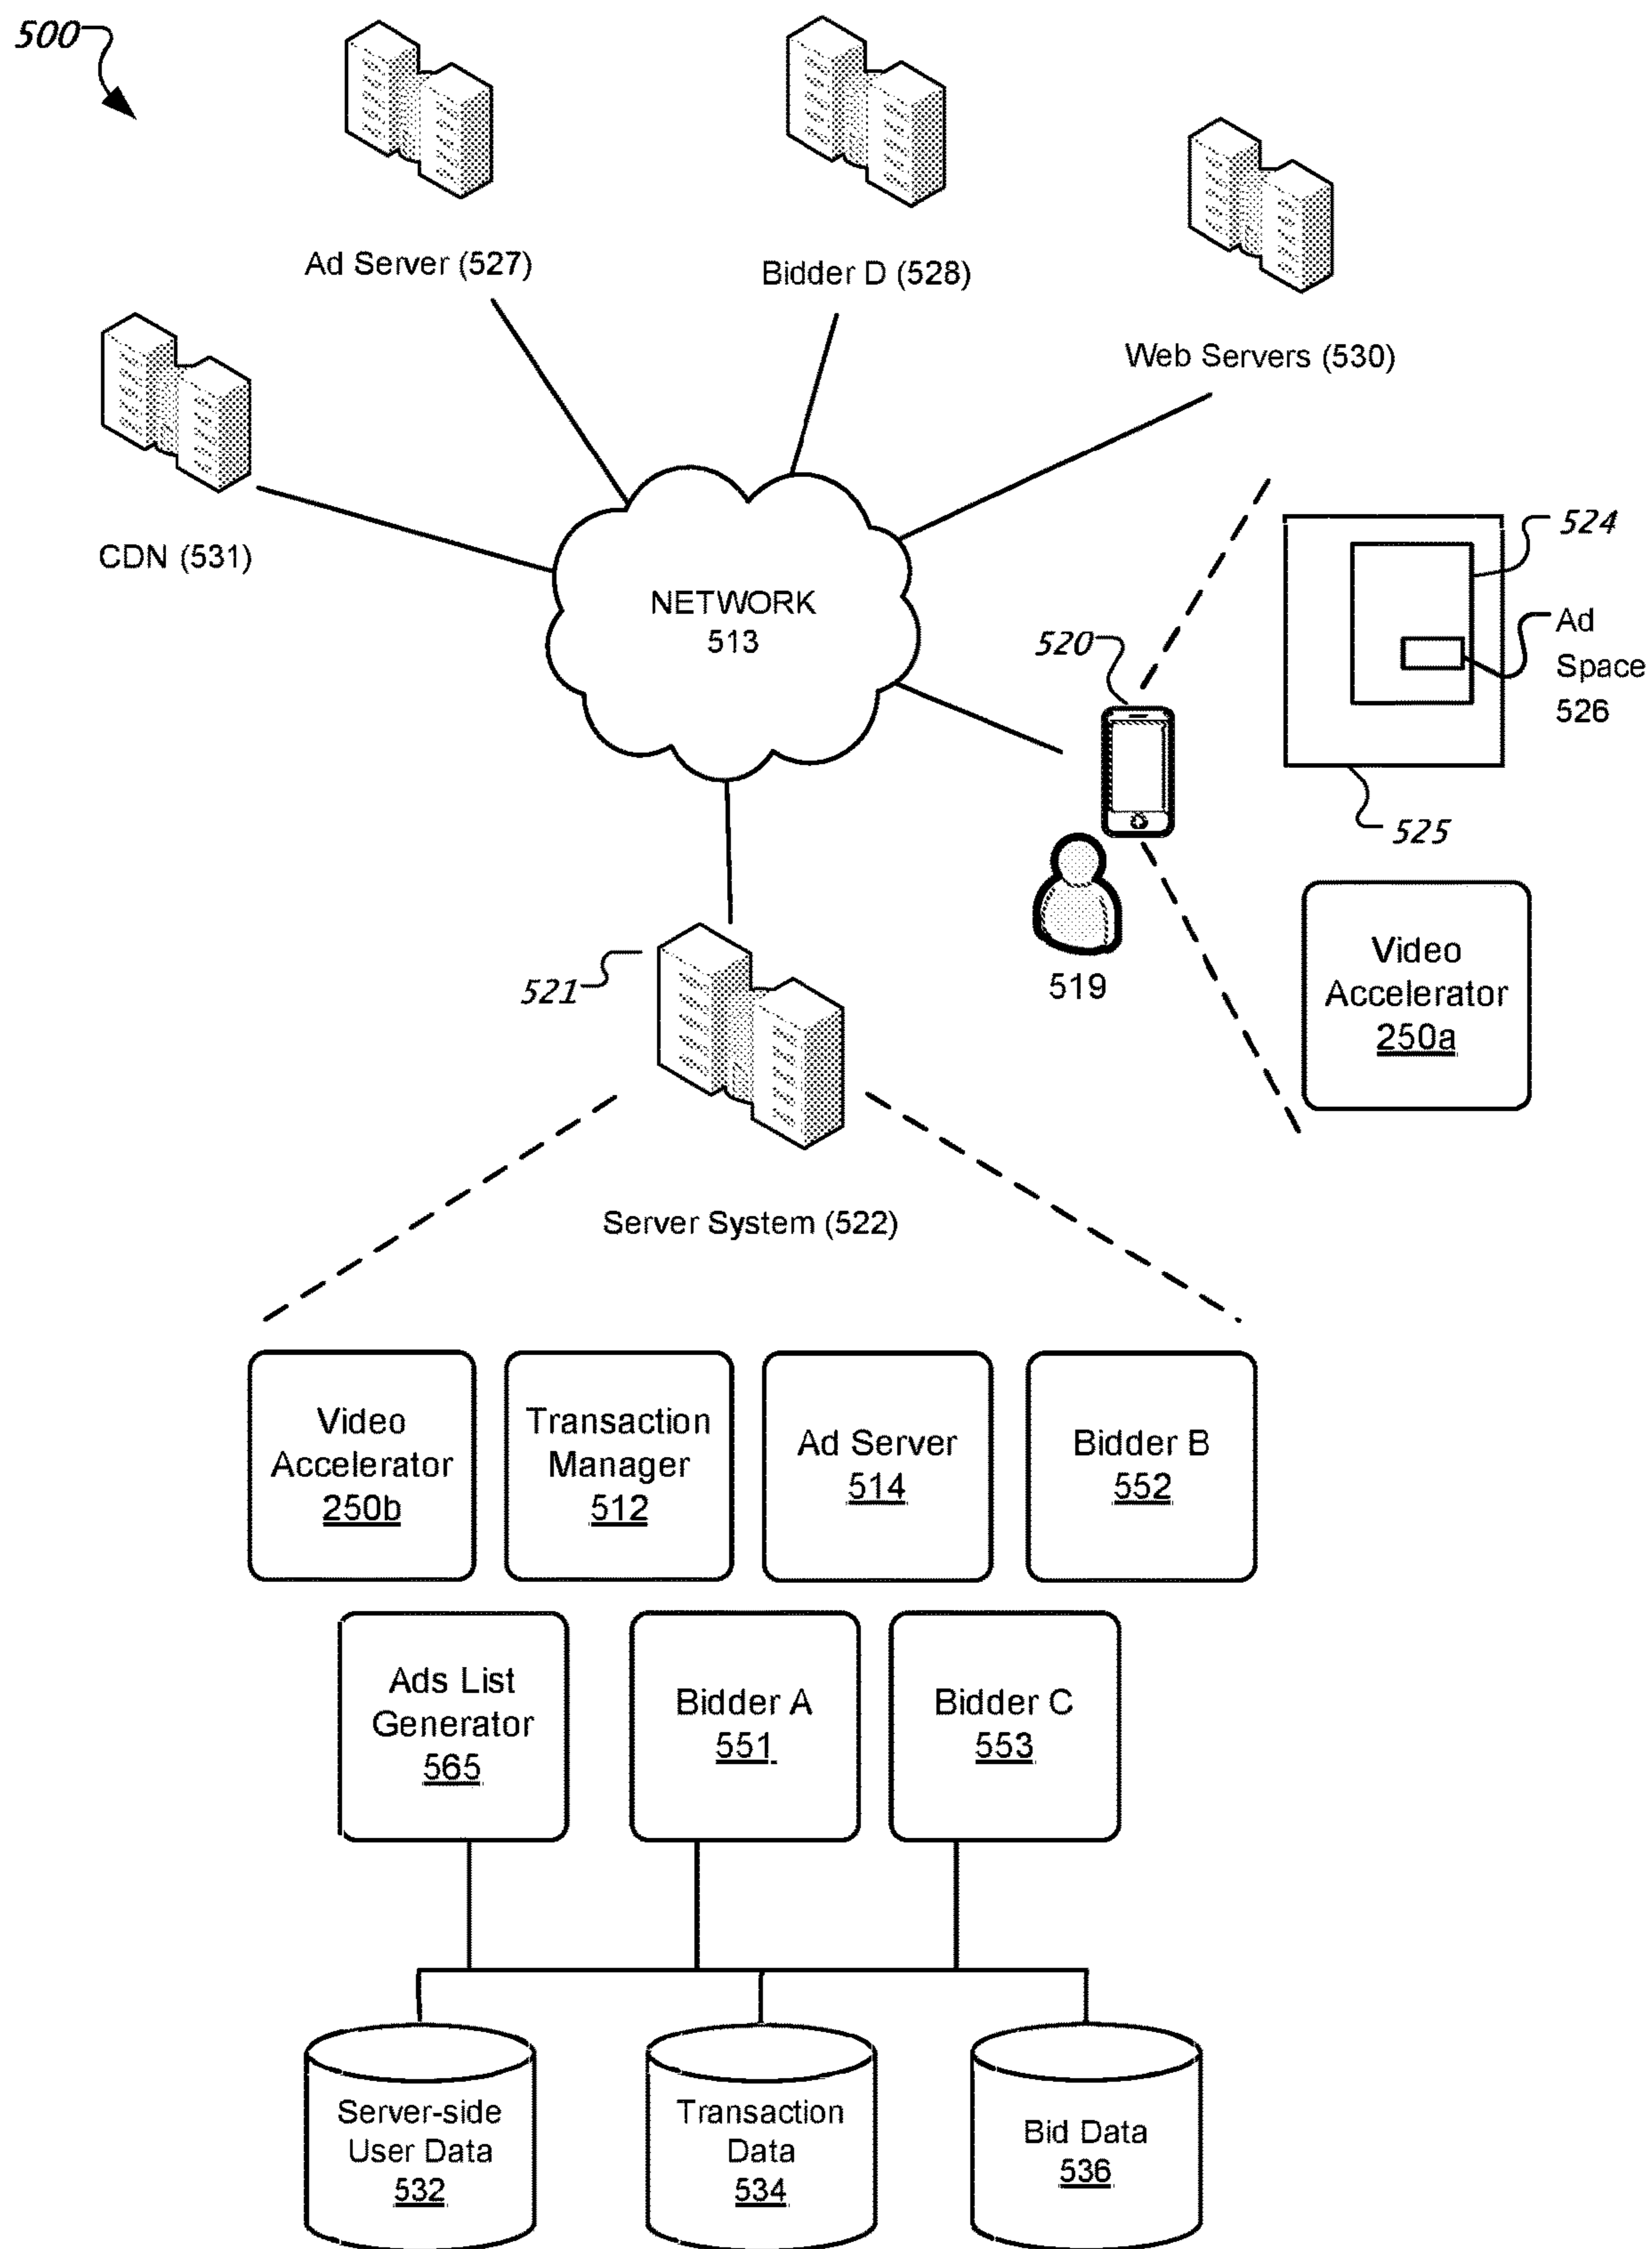 500
Ad Server (527)
Bidder D (528)
Web Servers (530)
CDN (531)
NETWORK
513
524
Ad
Space
526
520
525
519
Video
Accelerator
250a
521
Server System (522)
Video
Accelerator
250b
Transaction
Manager
512
Ad Server
514
Bidder B
552
Ads List
Generator
565
Bidder A
551
Bidder C
553
Server-side
User Data
532
Transaction
Data
534
Bid Data
536